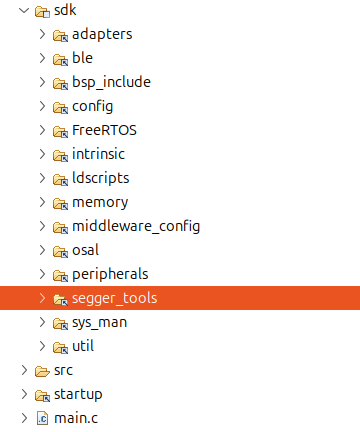 sdk
adapters
ble
bsp_include
config
FreeRTOS
intrinsic
ldscripts
memory
middleware_config
osal
peripherals
segger_tools
sys_man
util
src
startup
main.c